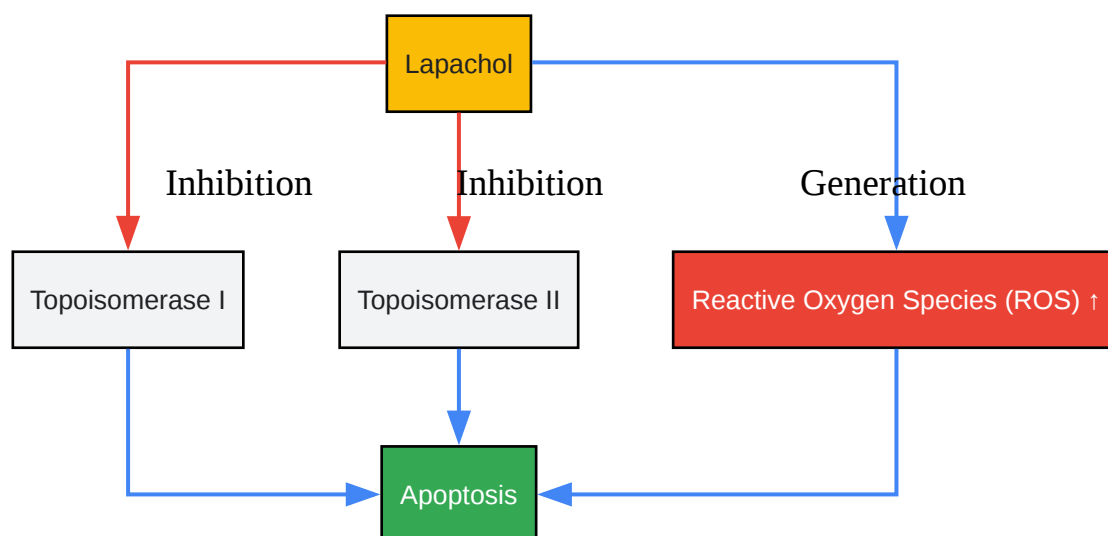 Lapachol
Inhibition
Inhibition
Generation
Topoisomerase I
Topoisomerase II
Reactive Oxygen Species (ROS) ↑
Apoptosis